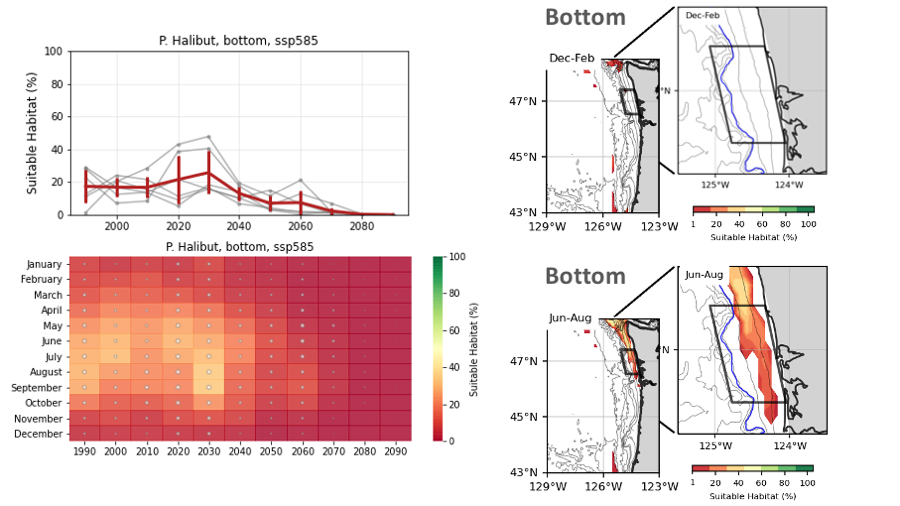 P. Halibut, bottom, ssp585
Suitable Habitat (%)
100
80
60
40
20
0
2000 2020 2040 2060 2080
P. Halibut, bottom, ssp585
January
February
March
April
May
June
July
August
September
October
November
December
1990 2000 2010 2020 2030 2040 2050 2060 2070 2080 2090
100
80
60
40
20
0
Suitable Habitat (%)
Bottom
Dec-Feb
47°N
45°N
43°N
129°W 126°W 123°W
Dec-Feb
°N
125°W 124°W
1 20 40 60 80 100
Suitable Habitat (%)
Bottom
Jun-Aug
47°N
45°N
43°N
129°W 126°W 123°W
Jun-Aug
N
125°W 124°W
1 20 40 60 80 100
Suitable Habitat (%)